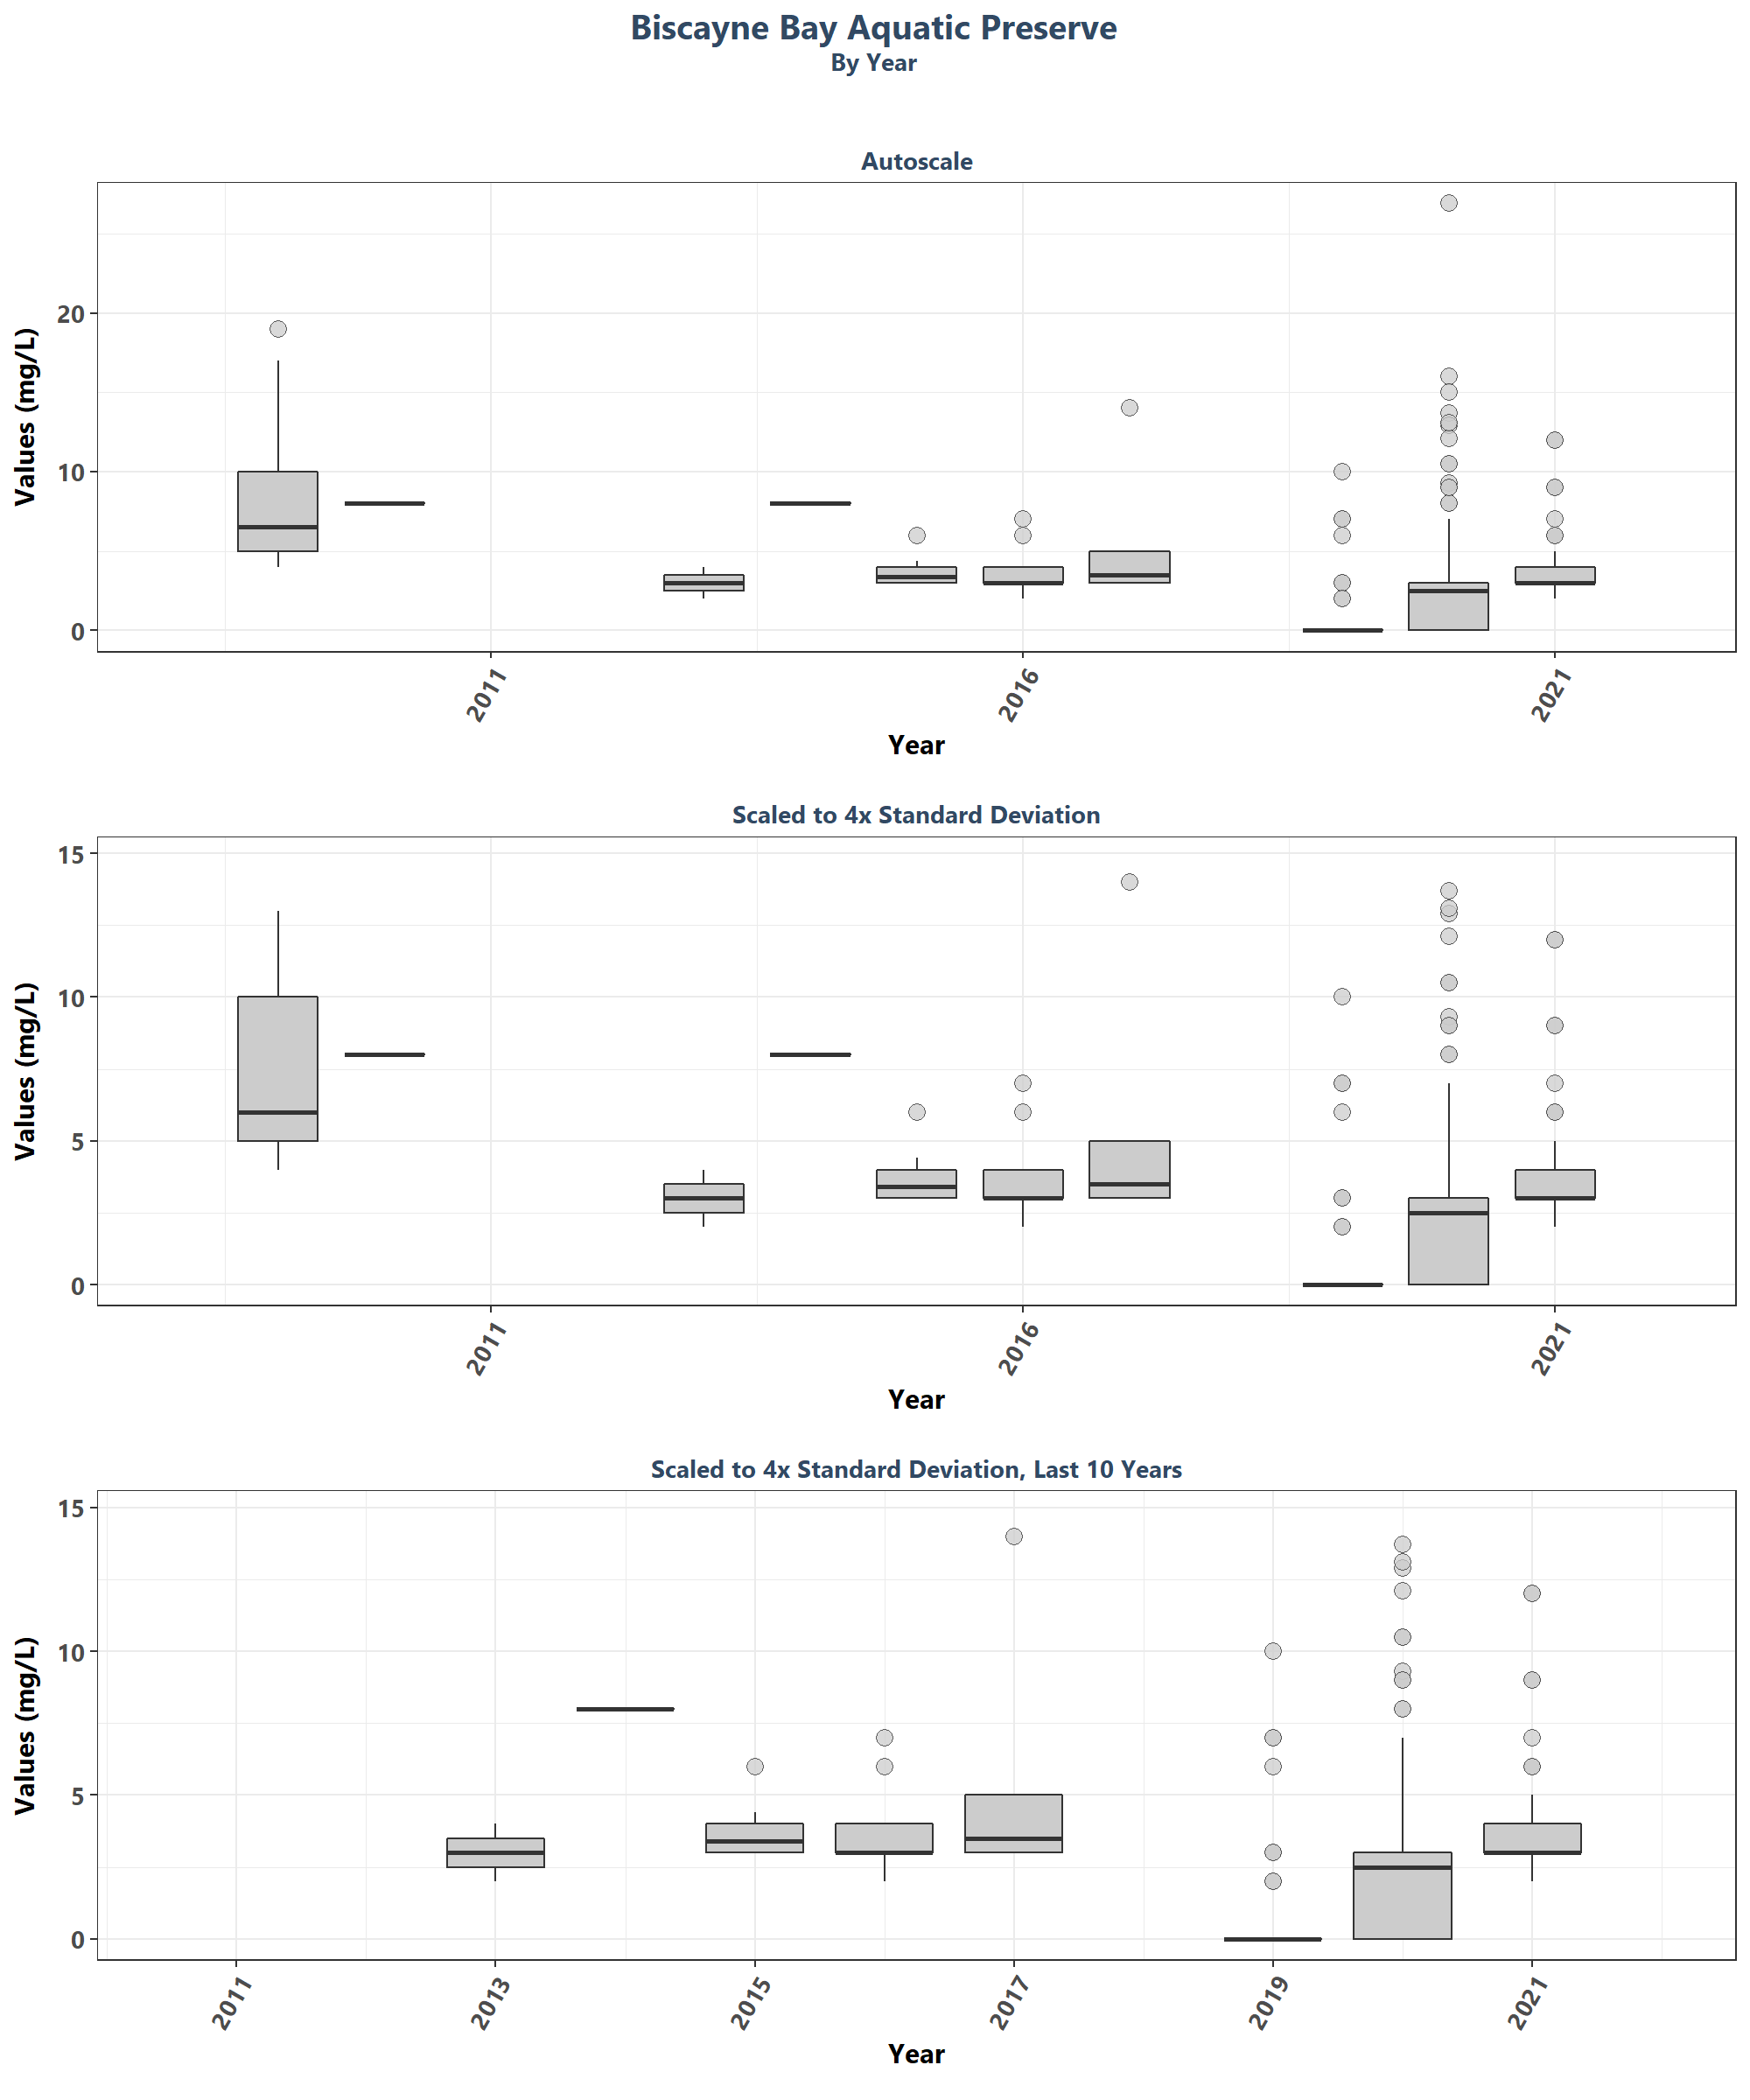 Biscayne Bay Aquatic Preserve
By Year
Autoscale
Values (mg/L)
20
10
0
2011
2016
2021
Year
Scaled to 4x Standard Deviation
Values (mg/L)
15
10
5
0
2011
2016
2021
Year
Scaled to 4x Standard Deviation, Last 10 Years
Values (mg/L)
15
10
5
0
2011
2013
2015
2017
2019
2021
Year